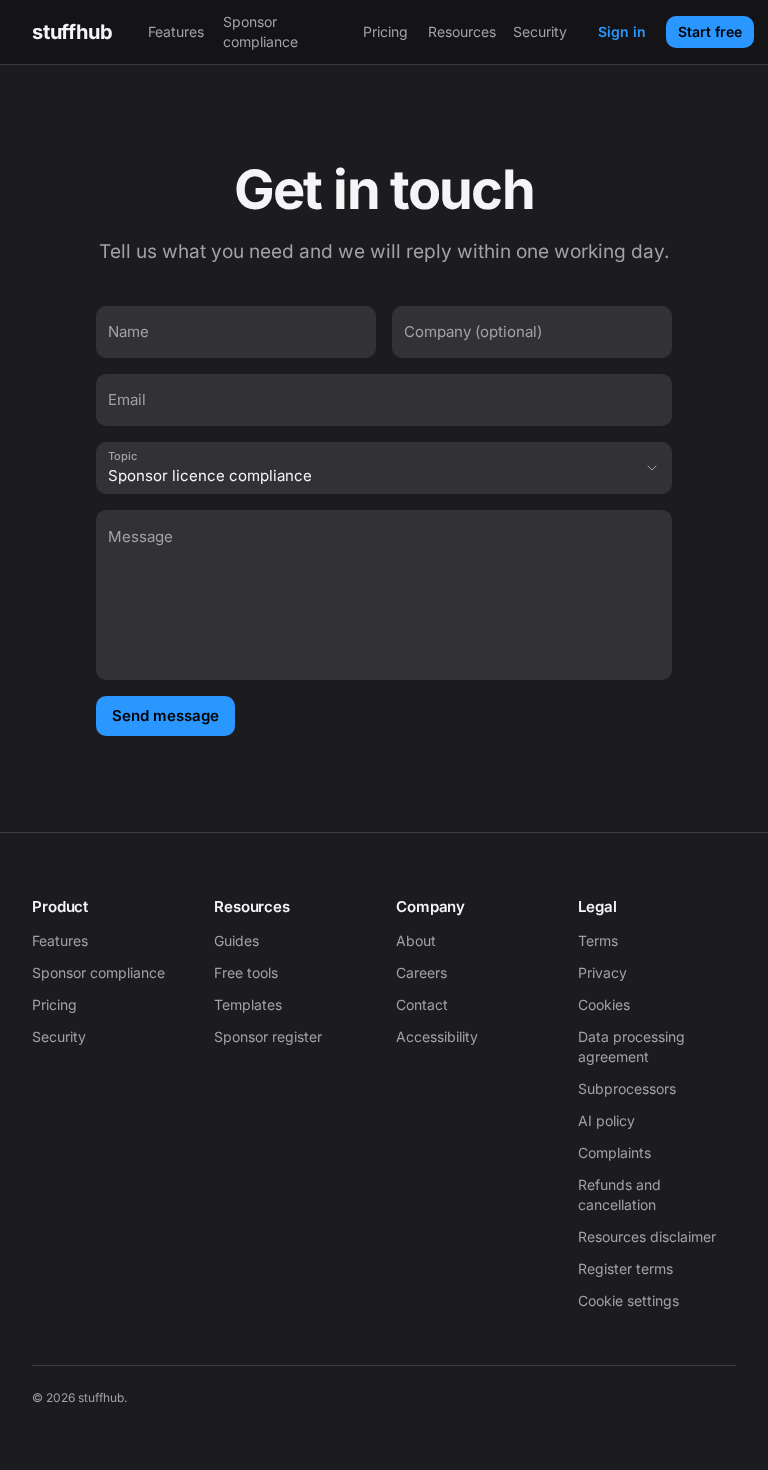 stuffhub
Features
Sponsor
compliance
Pricing
Resources
Security
Sign in
Start free
Get in touch
Tell us what you need and we will reply within one working day.
Name
Company (optional)
Email
Topic
Sponsor licence compliance
Message
Send message
Product
Features
Sponsor compliance
Pricing
Security
Resources
Guides
Free tools
Templates
Sponsor register
Company
About
Careers
Contact
Accessibility
Legal
Terms
Privacy
Cookies
Data processing
agreement
Subprocessors
AI policy
Complaints
Refunds and
cancellation
Resources disclaimer
Register terms
Cookie settings
© 2026 stuffhub.